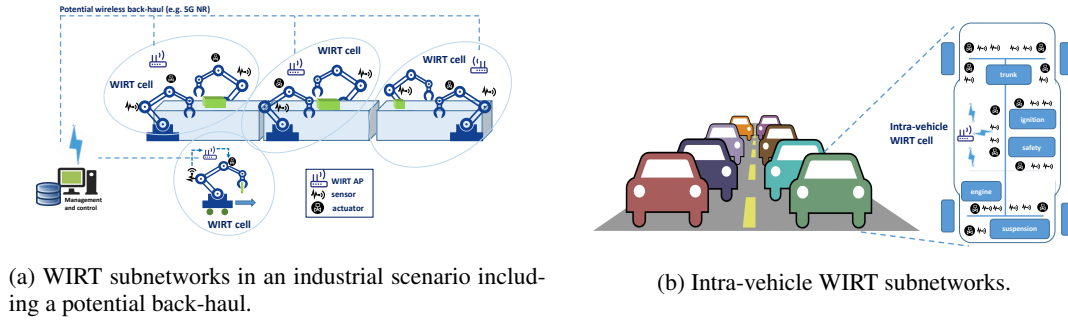 Potential wireless back-haul (e.g. 5G NR)
WIRT cell
WIRT cell
WIRT cell
Management
and control
WIRT cell
WIRT AP
sensor
actuator
(a) WIRT subnetworks in an industrial scenario includ-
ing a potential back-haul.
Intra-vehicle
WIRT cell
trunk
ignition
safety
engine
suspension
(b) Intra-vehicle WIRT subnetworks.